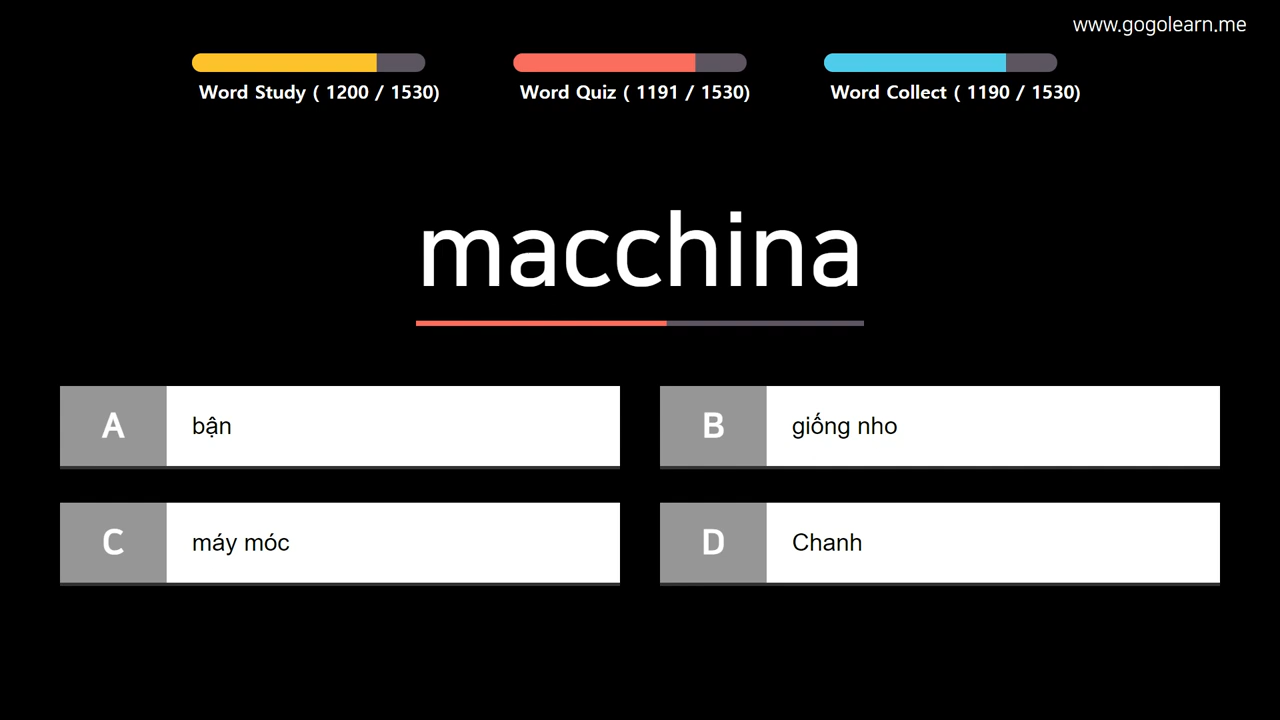 www.gogolearn.me
Word Study ( 1200 / 1530)
Word Quiz ( 1191 / 1530)
Word Collect ( 1190 / 1530)
macchina
A bận
B giống nho
C máy móc
D Chanh